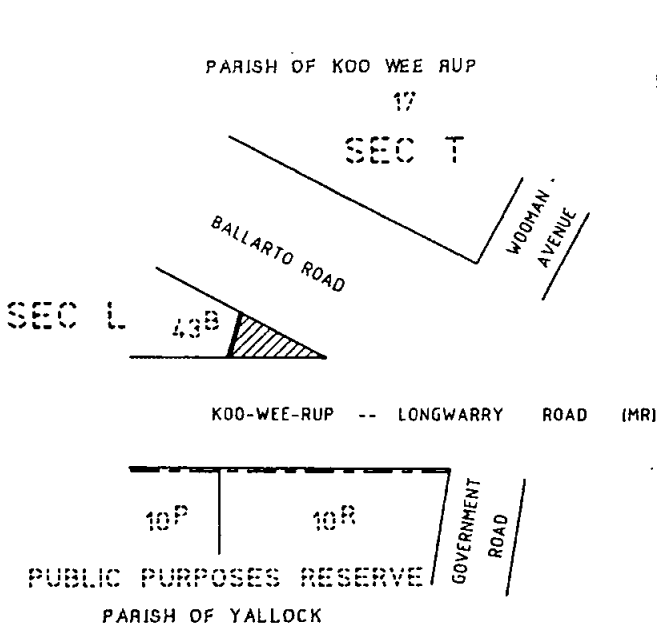 PARISH OF KOO WEE RUP
17
SEC T
WOOMAN
AVENUE
BALLARTO ROAD
SEC L
43B
KOO-WEE-RUP -- LONGWARRY ROAD (MR)
10P
10R
GOVERNMENT
ROAD
PUBLIC PURPOSES RESERVE
PARISH OF YALLOCK